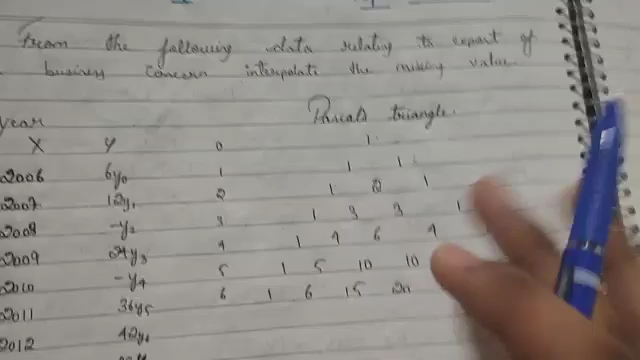 From the following data relating to export of
business concern interpolate the missing value.
year Pascals triangle.
X Y 0 1
2006 6y0 1 1 1
2007 12y1 2 1 2 1
2008 -y2 3 1 3 3 1
2009 24y3 4 1 4 6 4
2010 -y4 5 1 5 10 10
2011 36y5 6 1 6 15 20
2012 42y6